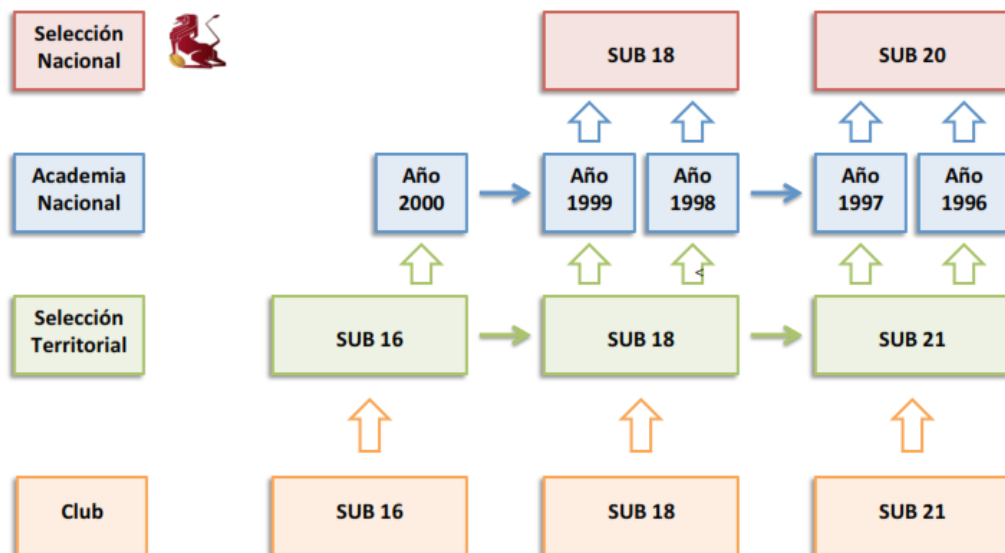 Selección
Nacional
SUB 18
SUB 20
Academia
Nacional
Año
2000
Año
1999
Año
1998
Año
1997
Año
1996
<
Selección
Territorial
SUB 16
SUB 18
SUB 21
Club
SUB 16
SUB 18
SUB 21